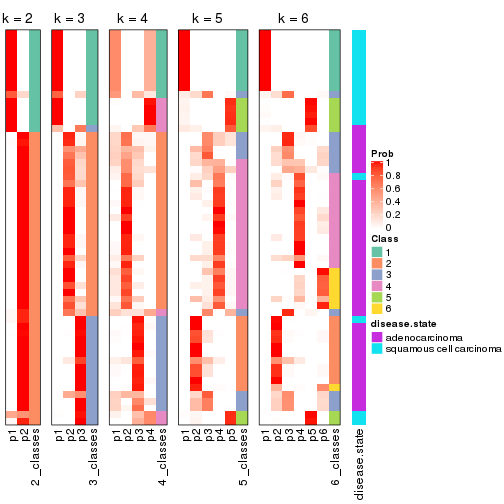 k = 2 k = 3 k = 4 k = 5 k = 6
Prob
1
0.8
0.6
0.4
0.2
0
Class
1
2
3
4
5
6
disease.state
adenocarcinoma
squamous cell carcinoma
p1 p2 2_classes p1 p2 p3 3_classes p1 p2 p3 p4 4_classes p1 p2 p3 p4 p5 5_classes p1 p2 p3 p4 p5 p6 6_classes disease.state